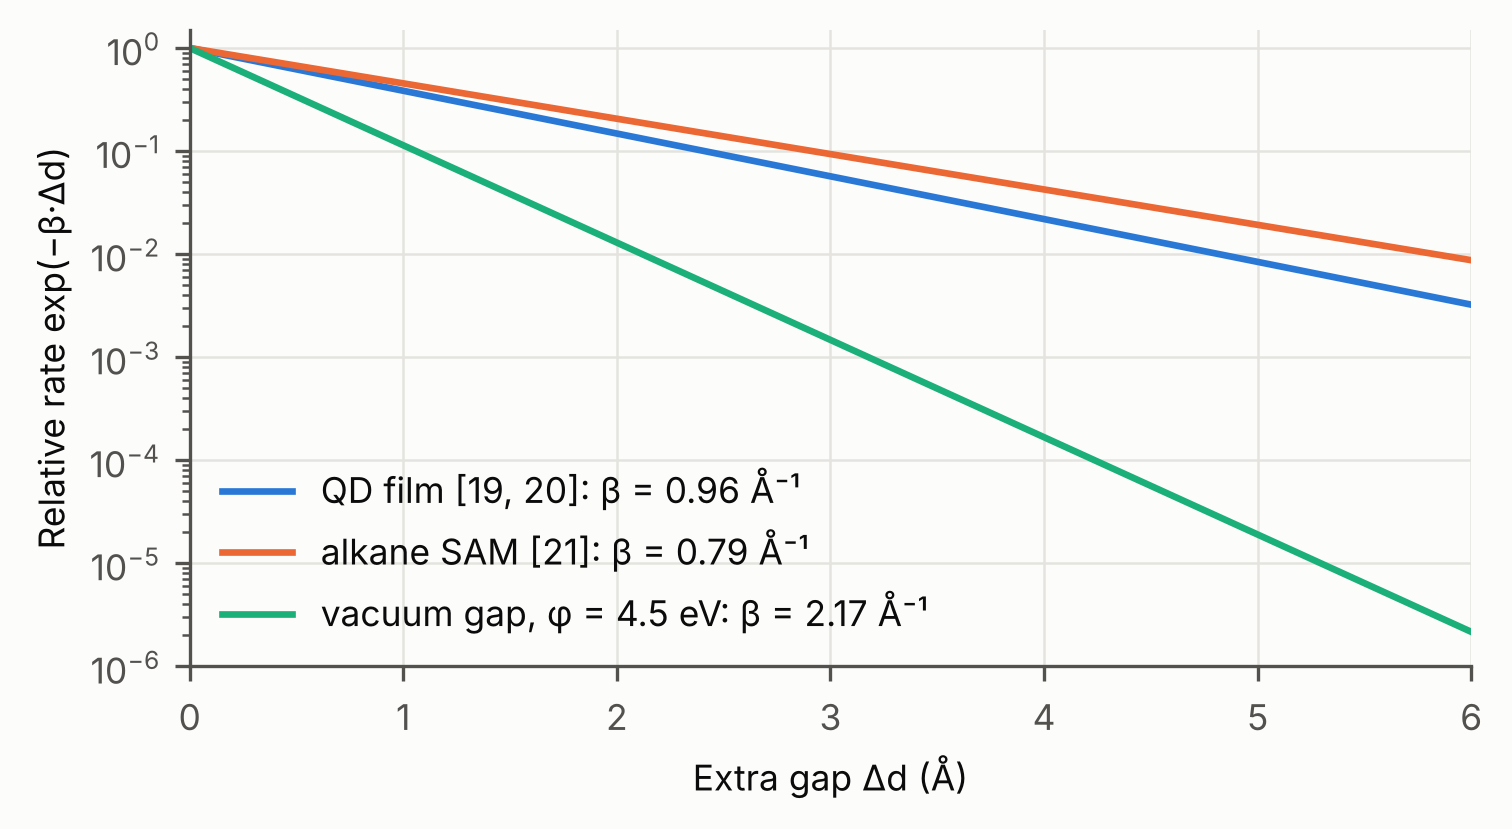 Relative rate exp(−β·Δd)
10⁰
10⁻¹
10⁻²
10⁻³
10⁻⁴
10⁻⁵
10⁻⁶
QD film [19, 20]: β = 0.96 Å⁻¹
alkane SAM [21]: β = 0.79 Å⁻¹
vacuum gap, φ = 4.5 eV: β = 2.17 Å⁻¹
0 1 2 3 4 5 6
Extra gap Δd (Å)